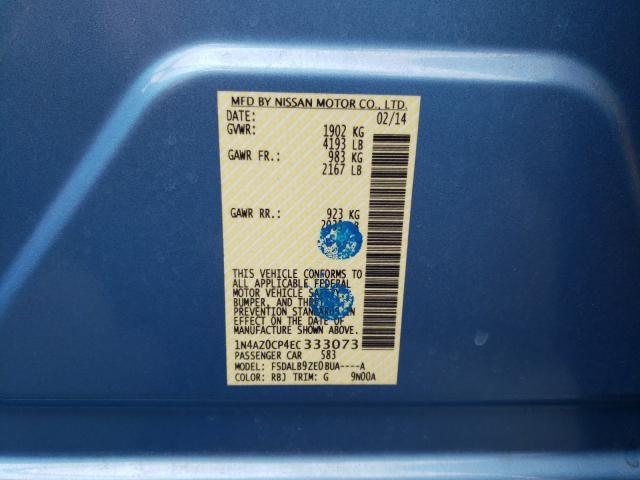 MFD BY NISSAN MOTOR CO., LTD.
DATE: 02/14
GVWR: 1902 KG
4193 LB
GAWR FR.: 983 KG
2167 LB
GAWR RR.: 923 KG
THIS VEHICLE CONFORMS TO
ALL APPLICABLE FEDERAL
MOTOR VEHICLE
BUMPER, AND
PREVENTION STANDARDS IN
EFFECT ON THE DATE OF
MANUFACTURE SHOWN ABOVE.
1N4AZ0CP4EC333073
PASSENGER CAR 583
MODEL: FSDALB9ZE0BUA----A
COLOR: RBJ TRIM: G 9N00A